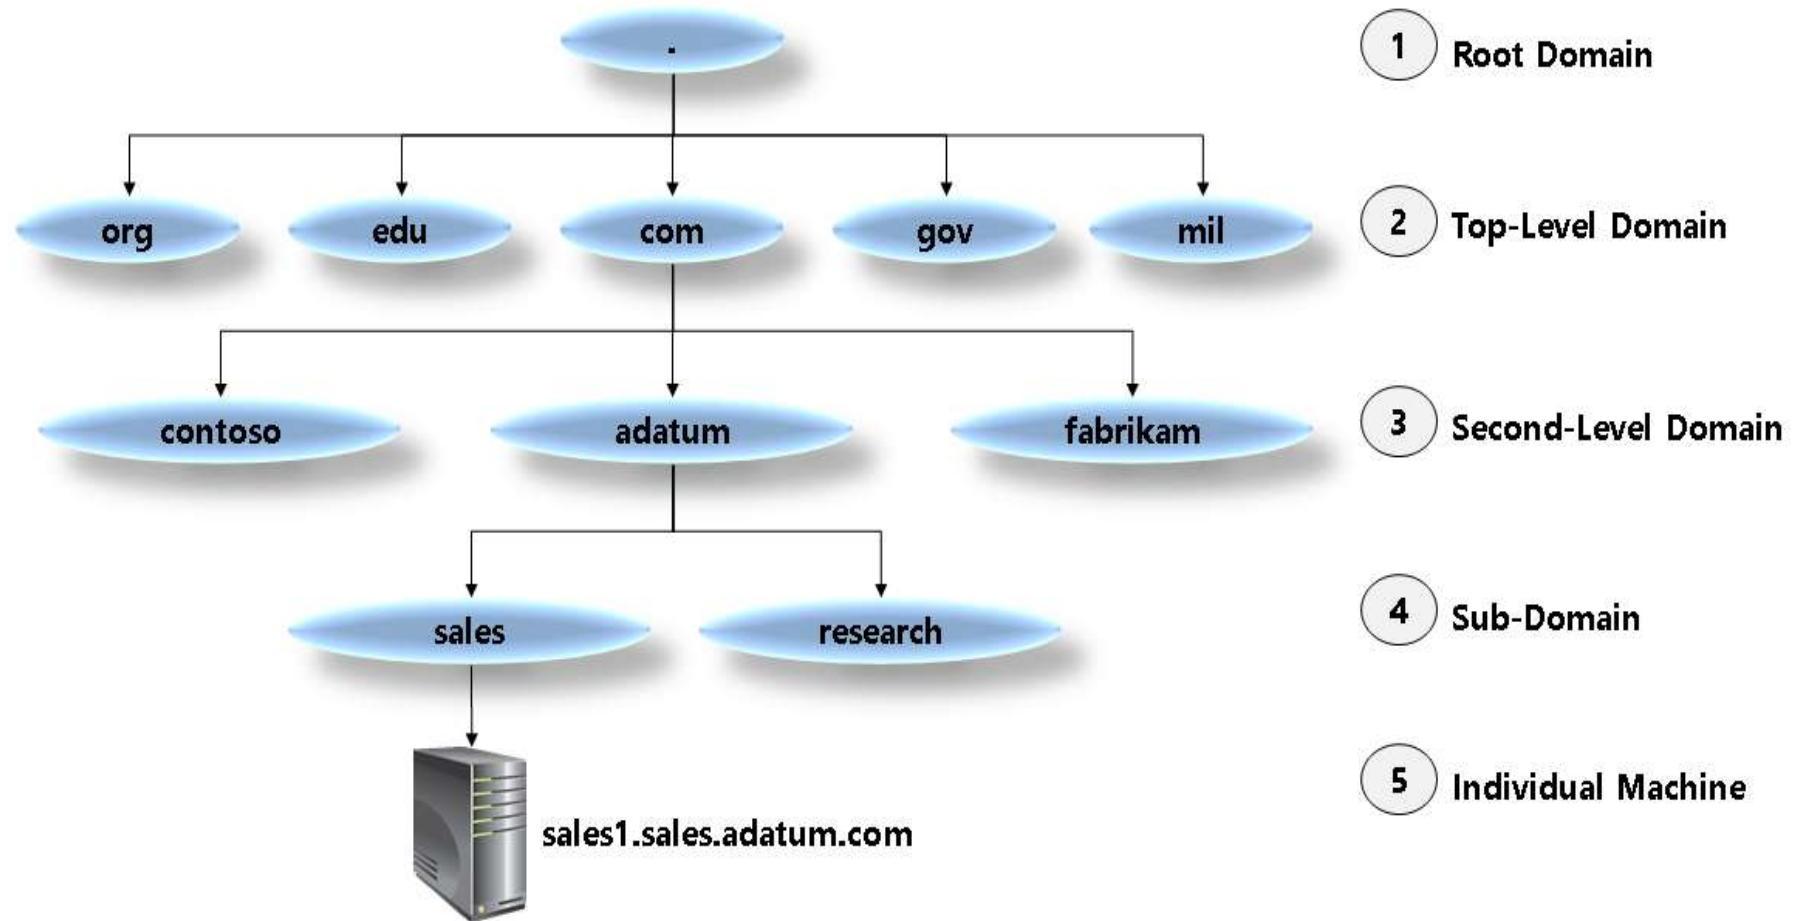 .
1 Root Domain
org edu com gov mil
2 Top-Level Domain
contoso adatum fabrikam
3 Second-Level Domain
sales research
4 Sub-Domain
sales1.sales.adatum.com
5 Individual Machine